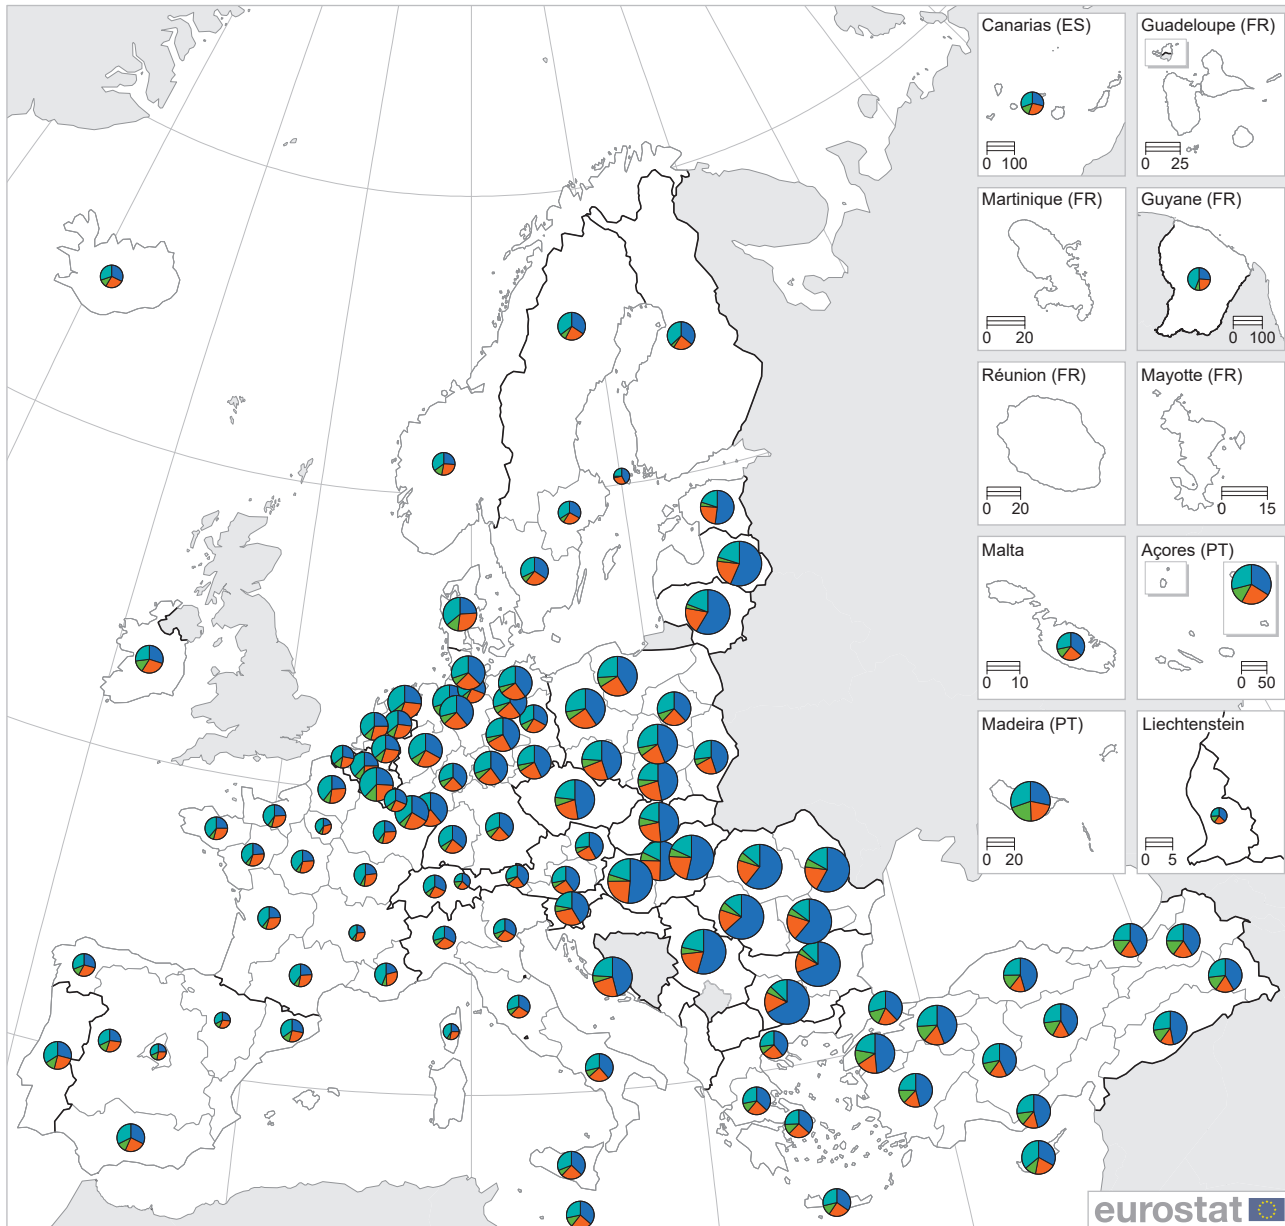 Canarias (ES)
0 100
Guadeloupe (FR)
0 25
Martinique (FR)
0 20
Guyane (FR)
0 100
Réunion (FR)
0 20
Mayotte (FR)
0 15
Malta
0 10
Açores (PT)
0 50
Madeira (PT)
0 20
Liechtenstein
0 5
eurostat